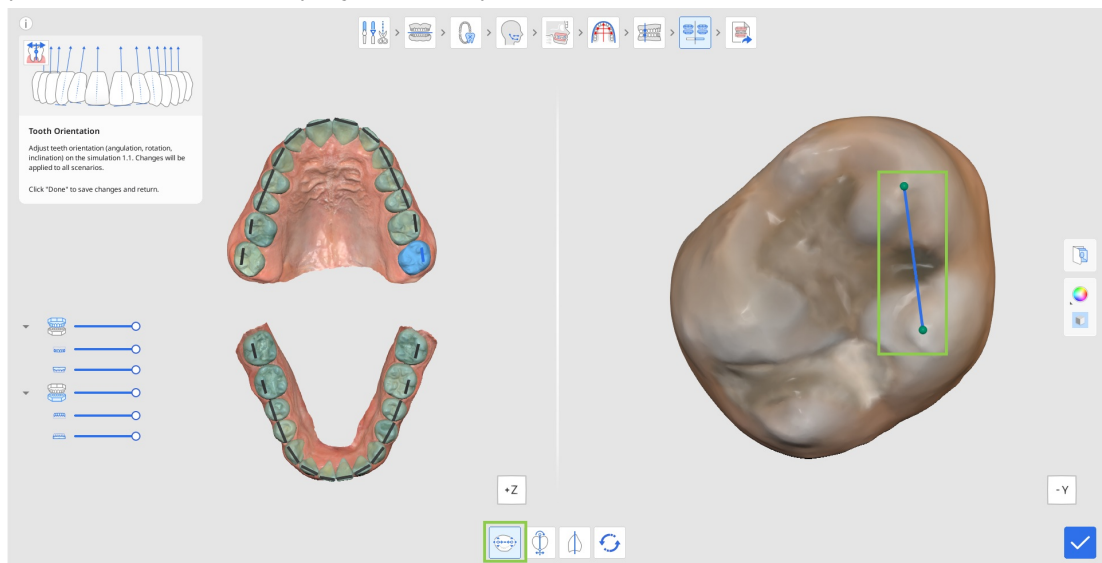 i
Tooth Orientation
Adjust teeth orientation (angulation, rotation,
inclination) on the simulation 1.1. Changes will be
applied to all scenarios.
Click "Done" to save changes and return.
+Z
- Y